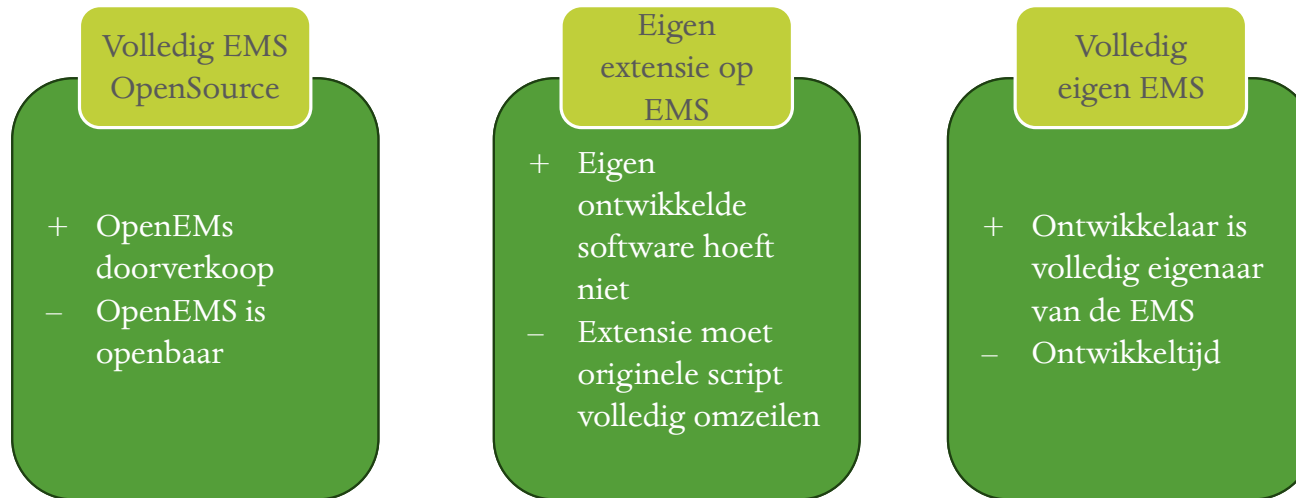 Volledig EMS
OpenSource
+ OpenEMs
doorverkoop
– OpenEMS is
openbaar
Eigen
extensie op
EMS
+ Eigen
ontwikkelde
software hoeft
niet
– Extensie moet
originele script
volledig omzeilen
Volledig
eigen EMS
+ Ontwikkelaar is
volledig eigenaar
van de EMS
– Ontwikkeltijd